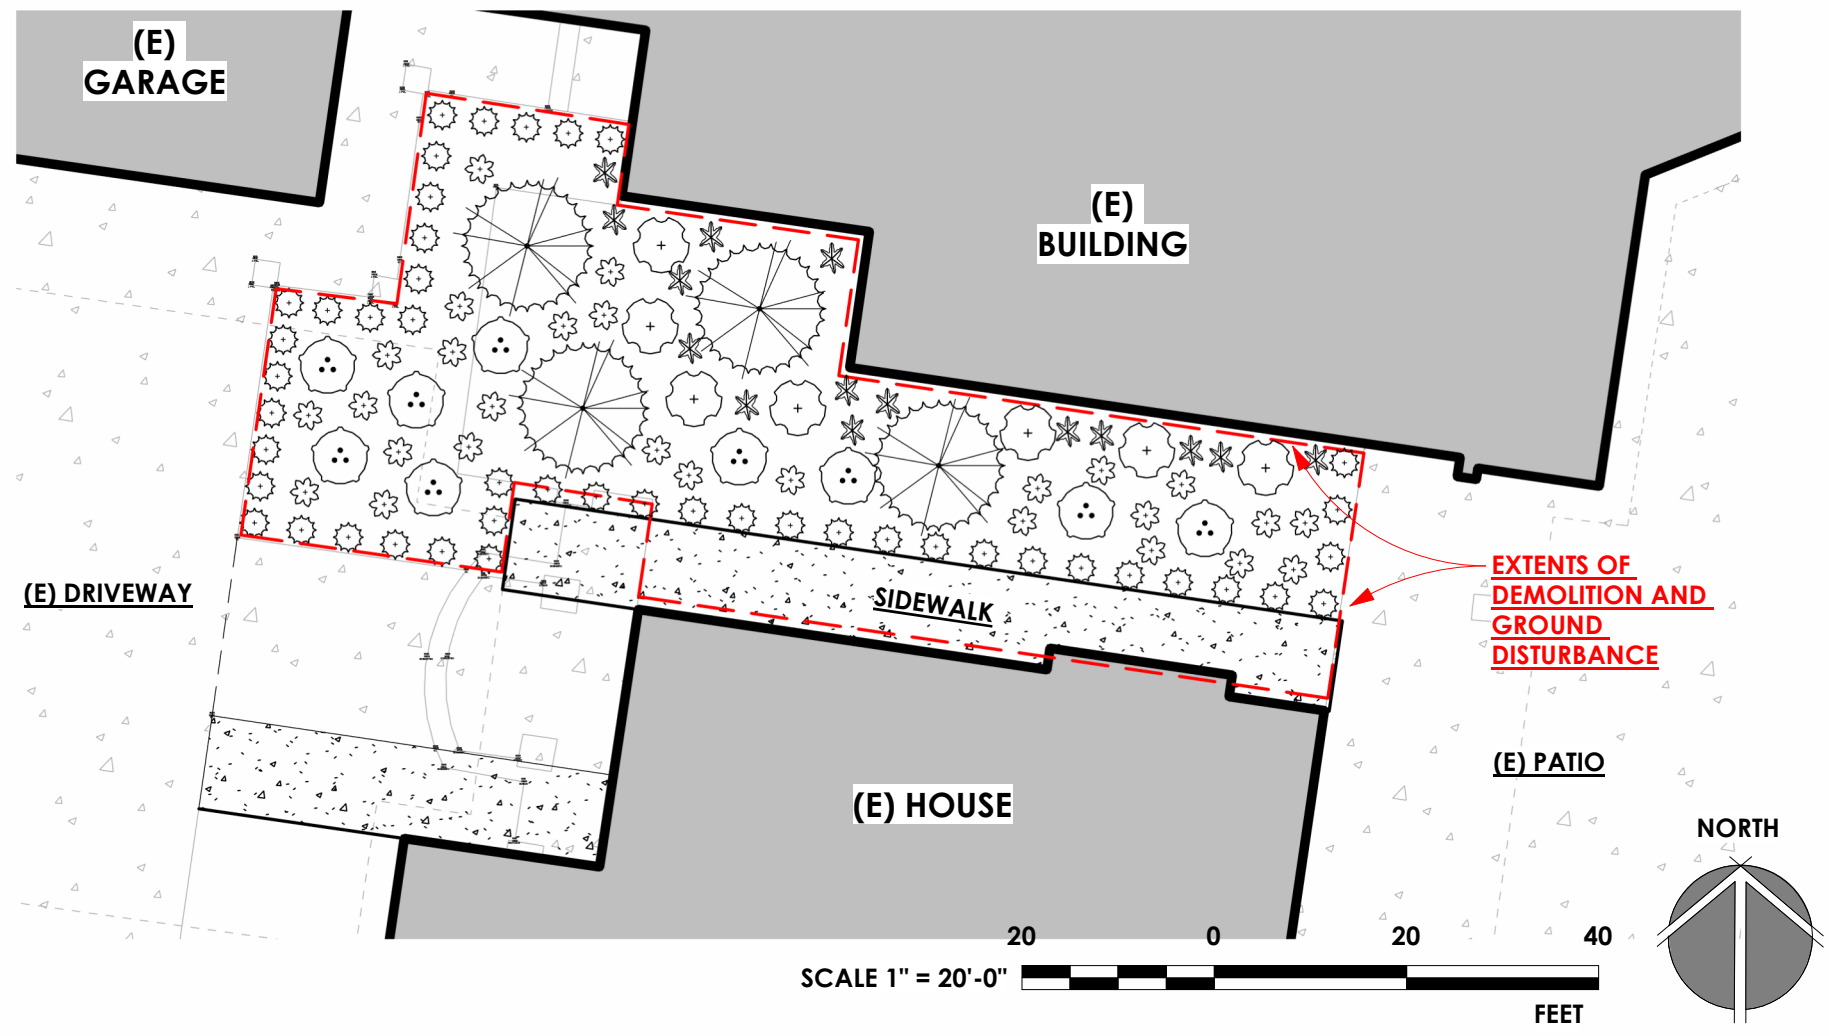 (E)
GARAGE
(E)
BUILDING
(E) DRIVEWAY
SIDEWALK
EXTENTS OF
DEMOLITION AND
GROUND
DISTURBANCE
(E) PATIO
(E) HOUSE
NORTH
20 0 20 40
SCALE 1" = 20'-0"
FEET